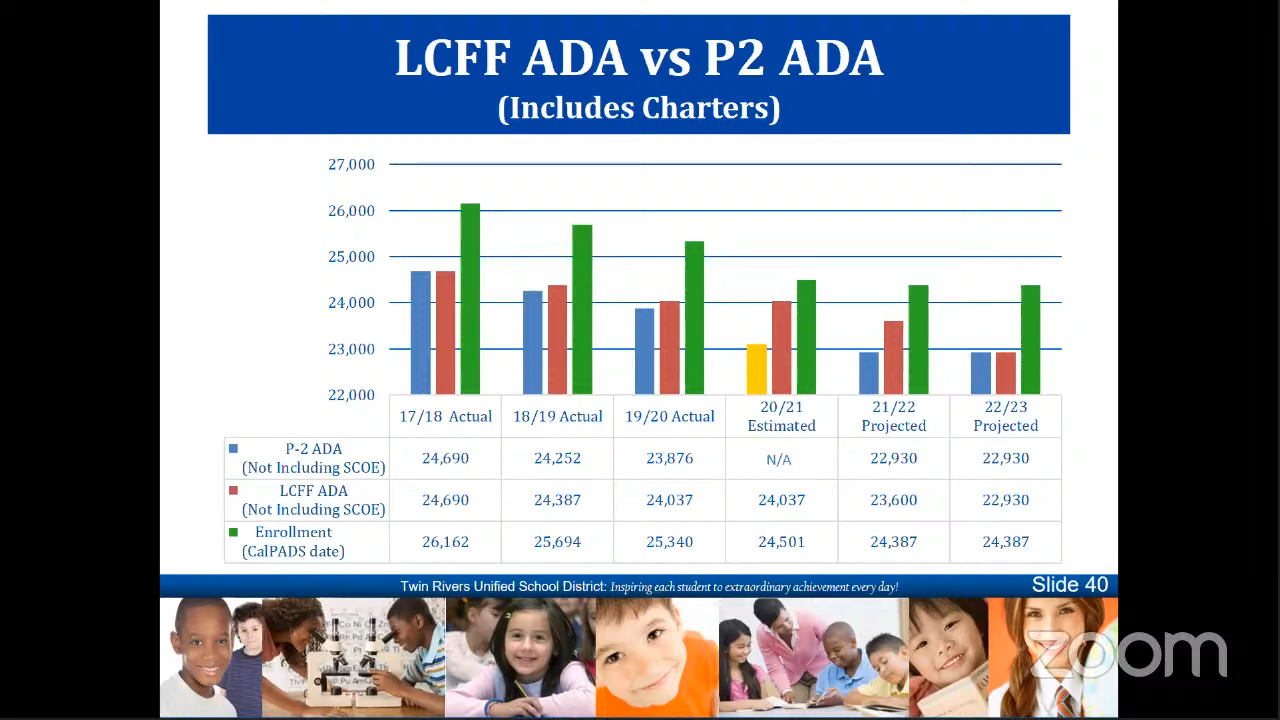 LCFF ADA vs P2 ADA
(Includes Charters)
27,000
26,000
25,000
24,000
23,000
22,000
17/18 Actual 18/19 Actual 19/20 Actual 20/21 Estimated 21/22 Projected 22/23 Projected
P-2 ADA (Not Including SCOE) 24,690 24,252 23,876 N/A 22,930 22,930
LCFF ADA (Not Including SCOE) 24,690 24,387 24,037 24,037 23,600 22,930
Enrollment (CalPADS date) 26,162 25,694 25,340 24,501 24,387 24,387
Twin Rivers Unified School District: Inspiring each student to extraordinary achievement every day!
Slide 40
zoom